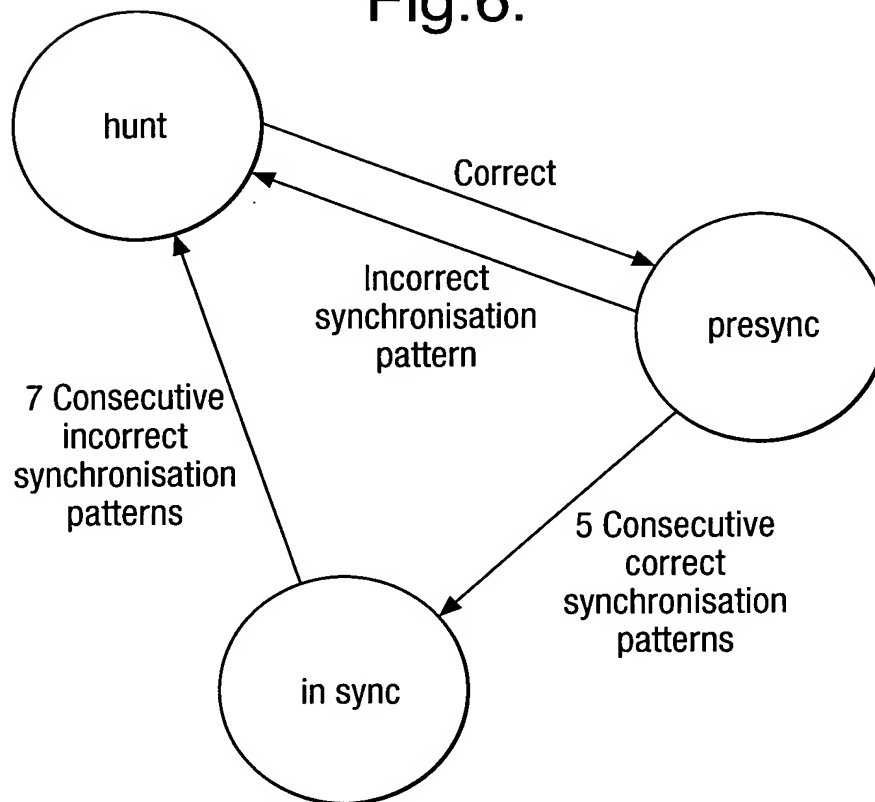 Fig.6.
hunt
Correct
Incorrect
synchronisation
pattern
presync
7 Consecutive
incorrect
synchronisation
patterns
5 Consecutive
correct
synchronisation
patterns
in sync